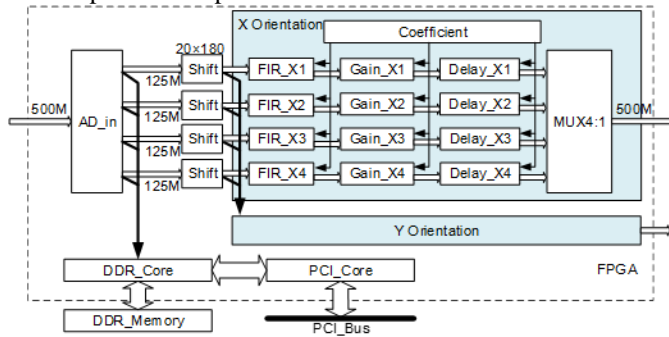 X Orientation
Coefficient
20×180
Shift
FIR_X1
Gain_X1
Delay_X1
125M
Shift
FIR_X2
Gain_X2
Delay_X2
500M
AD_in
125M
MUX4:1
500M
Shift
FIR_X3
Gain_X3
Delay_X3
125M
Shift
FIR_X4
Gain_X4
Delay_X4
125M
Y Orientation
DDR_Core
PCI_Core
FPGA
DDR_Memory
PCI_Bus